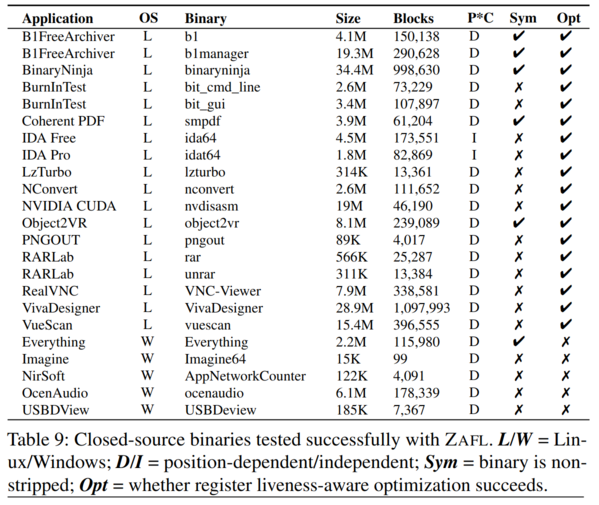 Application OS Binary Size Blocks P*C Sym Opt
B1FreeArchiver L b1 4.1M 150,138 D ✔ ✔
B1FreeArchiver L b1manager 19.3M 290,628 D ✔ ✔
BinaryNinja L binaryninja 34.4M 998,630 D ✔ ✔
BurnInTest L bit_cmd_line 2.6M 73,229 D ✗ ✔
BurnInTest L bit_gui 3.4M 107,897 D ✗ ✔
Coherent PDF L smpdf 3.9M 61,204 D ✔ ✔
IDA Free L ida64 4.5M 173,551 I ✗ ✔
IDA Pro L idat64 1.8M 82,869 I ✗ ✔
LzTurbo L lzturbo 314K 13,361 D ✗ ✔
NConvert L nconvert 2.6M 111,652 D ✗ ✔
NVIDIA CUDA L nvdisasm 19M 46,190 D ✗ ✔
Object2VR L object2vr 8.1M 239,089 D ✔ ✔
PNGOUT L pngout 89K 4,017 D ✗ ✔
RARLab L rar 566K 25,287 D ✗ ✔
RARLab L unrar 311K 13,384 D ✗ ✔
RealVNC L VNC-Viewer 7.9M 338,581 D ✗ ✔
VivaDesigner L VivaDesigner 28.9M 1,097,993 D ✗ ✔
VueScan L vuescan 15.4M 396,555 D ✗ ✔
Everything W Everything 2.2M 115,980 D ✔ ✗
Imagine W Imagine64 15K 99 D ✗ ✗
NirSoft W AppNetworkCounter 122K 4,091 D ✗ ✗
OcenAudio W ocenaudio 6.1M 178,339 D ✗ ✗
USBDView W USBDeview 185K 7,367 D ✗ ✗
Table 9: Closed-source binaries tested successfully with ZAFL. L/W = Lin-
ux/Windows; D/I = position-dependent/independent; Sym = binary is non-
stripped; Opt = whether register liveness-aware optimization succeeds.